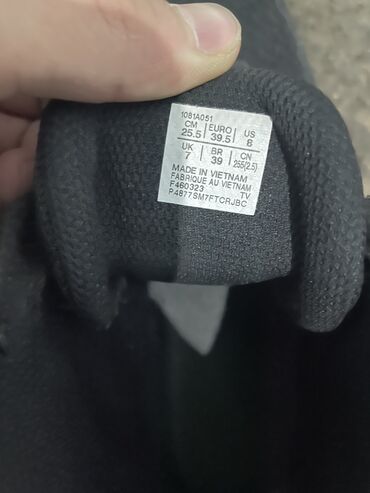 1081A051
CM EURO US
25.5 39.5 8
UK BR CN
7 39 255(2.5)
MADE IN VIETNAM
FABRIQUE AU VIETNAM
F460323 TV
P.4877SM7FTCRJBC